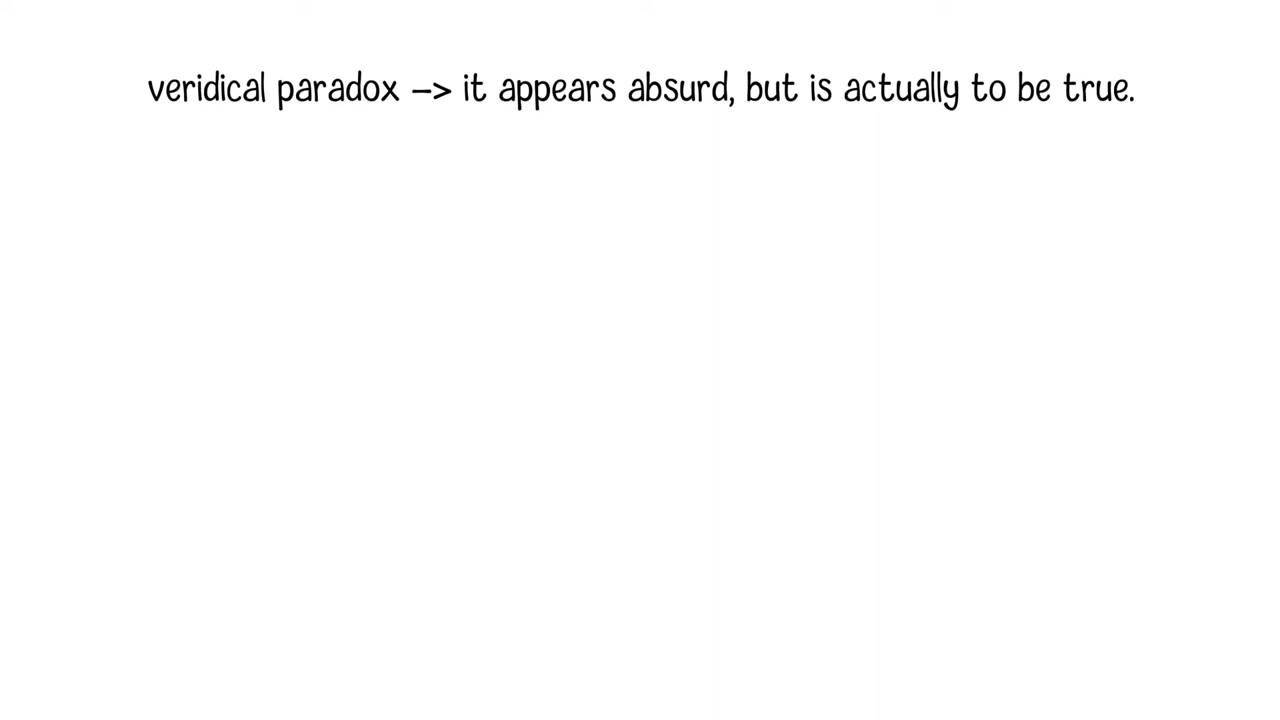 veridical paradox –> it appears absurd, but is actually to be true.